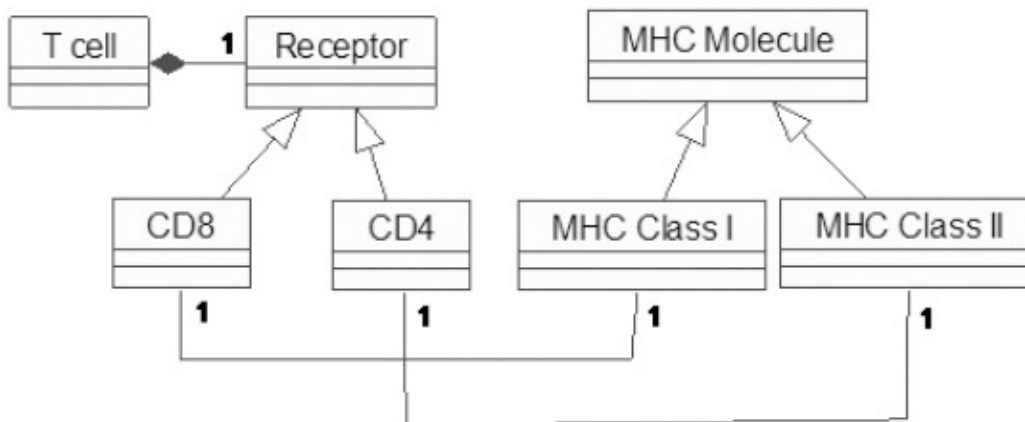 T cell
1
Receptor
MHC Molecule
CD8
CD4
MHC Class I
MHC Class II
1
1
1
1